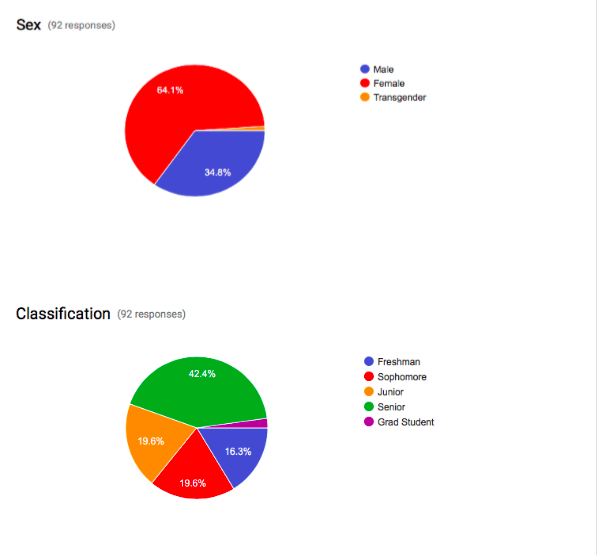 Sex (92 responses)
Male
Female
Transgender
64.1%
34.8%
Classification (92 responses)
Freshman
Sophomore
Junior
Senior
Grad Student
42.4%
19.6%
16.3%
19.6%